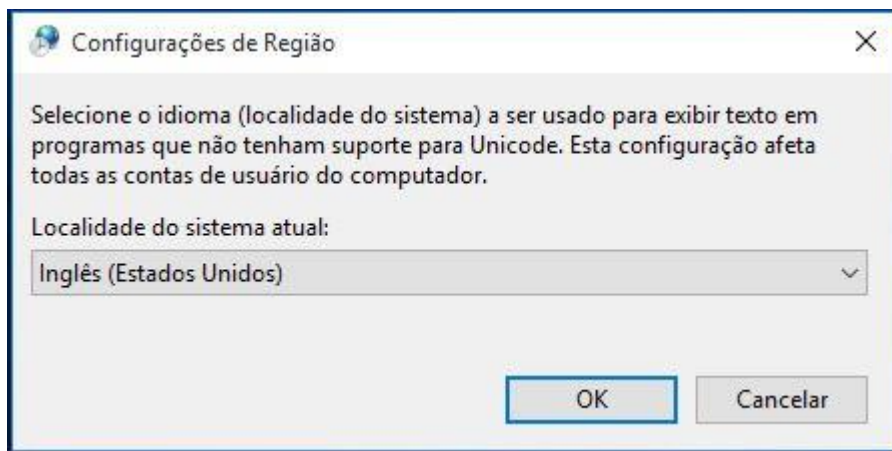 Configurações de Região
Selecione o idioma (localidade do sistema) a ser usado para exibir texto em
programas que não tenham suporte para Unicode. Esta configuração afeta
todas as contas de usuário do computador.
Localidade do sistema atual:
Inglês (Estados Unidos)
OK
Cancelar